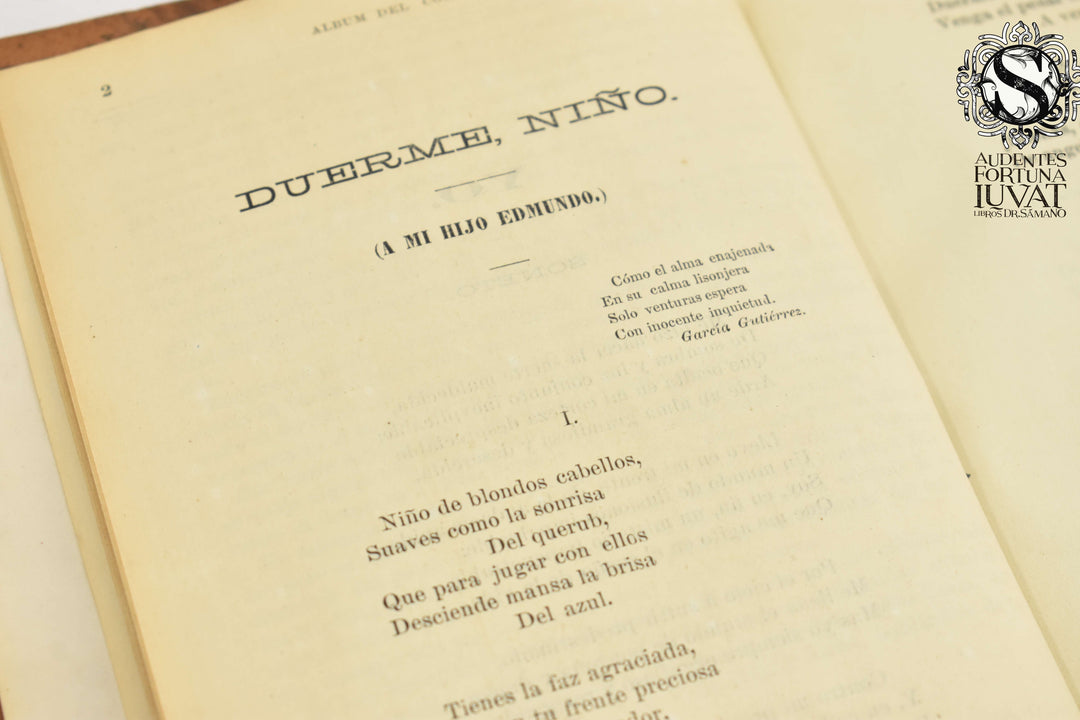 ALBUM DEL
2
DUERME, NIÑO.
(A MI HIJO EDMUNDO.)
Cómo el alma enajenada
En su calma lisonjera
Solo venturas espera
Con inocente inquietud.
García Gutiérrez.
I.
Niño de blondos cabellos,
Suaves como la sonrisa
Del querub,
Que para jugar con ellos
Desciende mansa la brisa
Del azul.
Tienes la faz agraciada,
tu frente preciosa
Venga el
S
AUDENTES
FORTUNA
IUVAT
LIBROS DR. SÁMANO